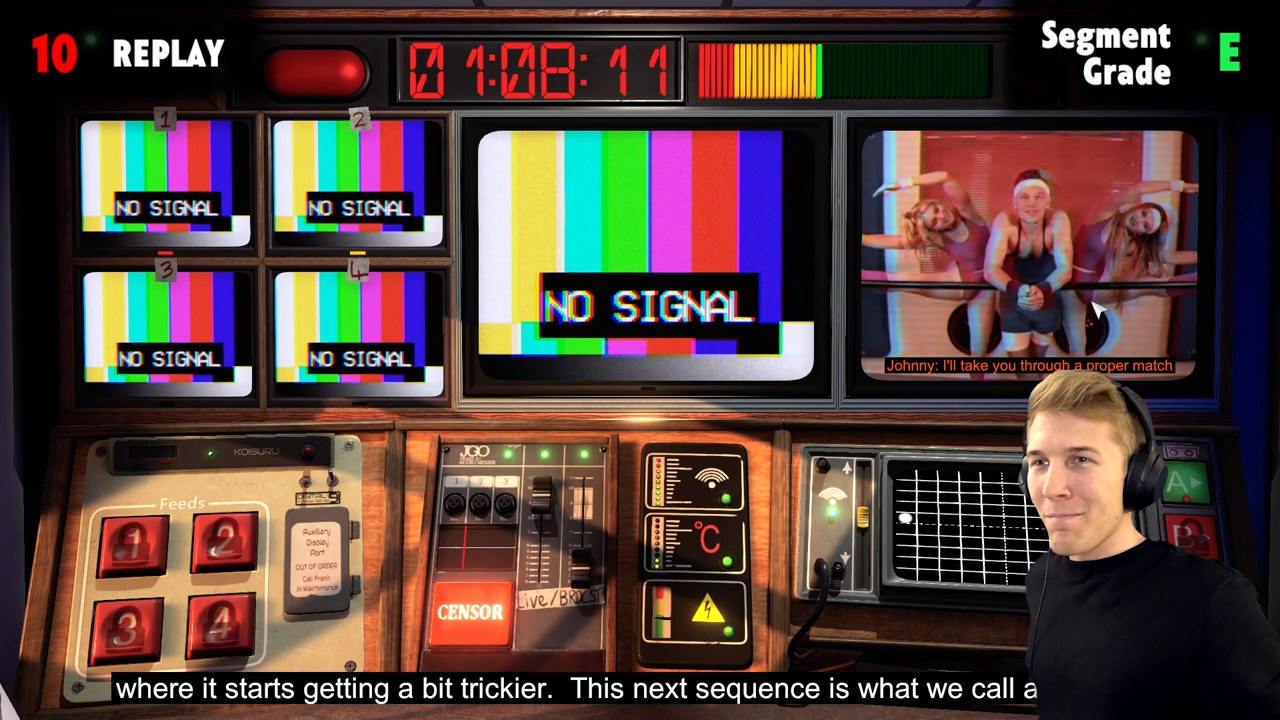 10 REPLAY
01:08:11
Segment
Grade
E
1
2
NO SIGNAL
NO SIGNAL
3
4
NO SIGNAL
NO SIGNAL
NO SIGNAL
Johnny: I'll take you through a proper match
KOISURU
Feeds
1
2
3
4
Auxillary
Display
Port
OUT OF ORDER
Call Frank
in Maintenance
JGO
1 2 3
CENSOR
Live/BRDCST
°C
A
B
where it starts getting a bit trickier. This next sequence is what we call a